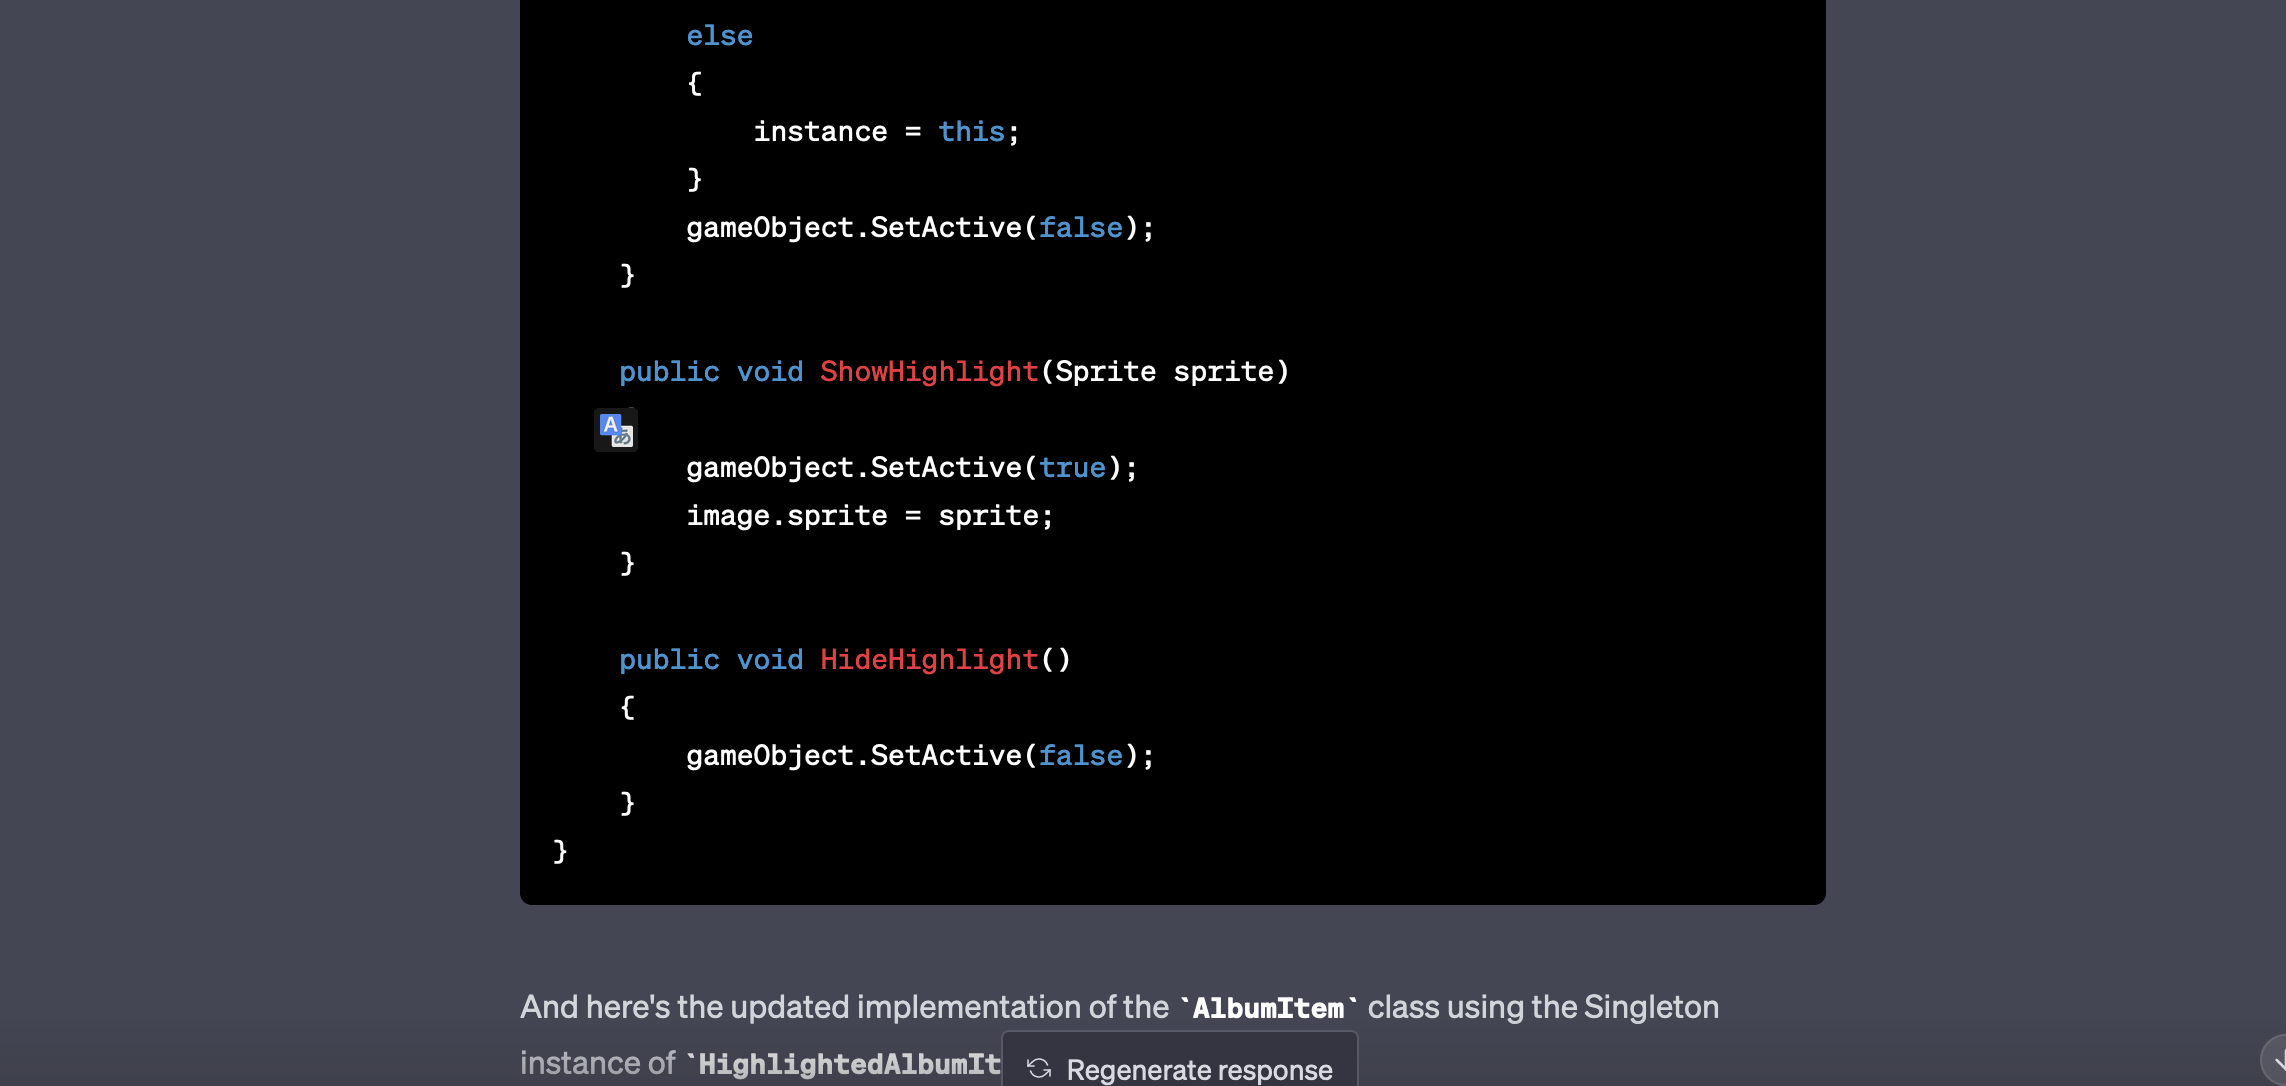 else
{
instance = this;
}
gameObject.SetActive(false);
}
public void ShowHighlight(Sprite sprite)
Aあ
gameObject.SetActive(true);
image.sprite = sprite;
}
public void HideHighlight()
{
gameObject.SetActive(false);
}
}
And here's the updated implementation of the `AlbumItem` class using the Singleton
instance of `HighlightedAlbumIt
Regenerate response